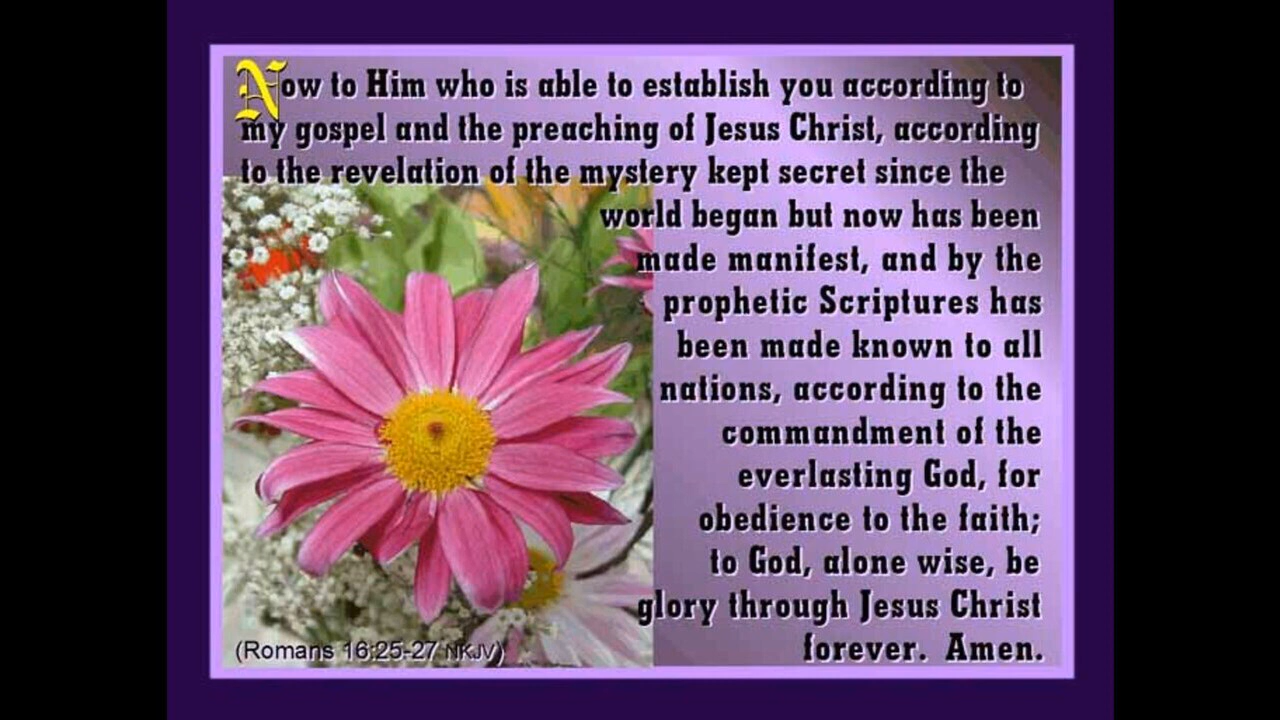 Now to Him who is able to establish you according to
my gospel and the preaching of Jesus Christ, according
to the revelation of the mystery kept secret since the
world began but now has been
made manifest, and by the
prophetic Scriptures has
been made known to all
nations, according to the
commandment of the
everlasting God, for
obedience to the faith;
to God, alone wise, be
glory through Jesus Christ
forever. Amen.
(Romans 16:25-27 NKJV)